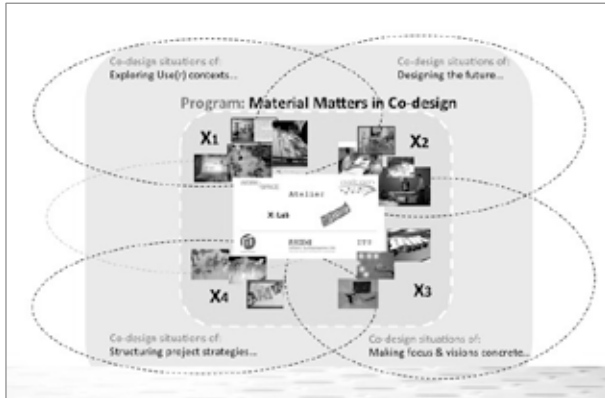 Co-design situations of:
Exploring Use(r) contexts...
Co-design situations of:
Designing the future...
Program: Material Matters in Co-design
X1
X2
Atelier
X-Lab
X4
X3
Co-design situations of:
Structuring project strategies...
Co-design situations of:
Making focus & visions concrete...